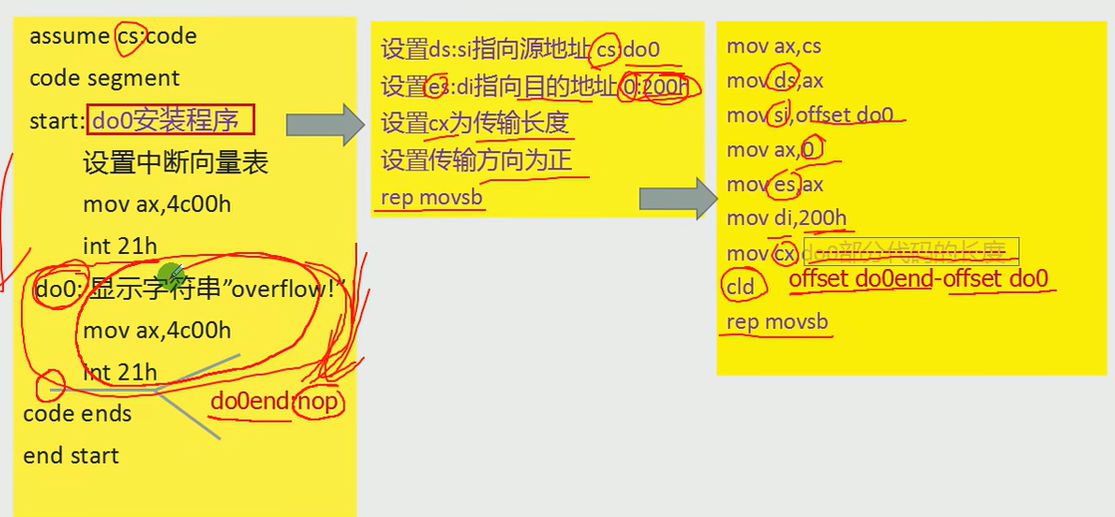 assume cs:code
code segment
start: do0安装程序
设置中断向量表
mov ax,4c00h
int 21h
do0: 显示字符串”overflow!”
mov ax,4c00h
int 21h
do0end:nop
code ends
end start
设置ds:si指向源地址 cs:do0
设置es:di指向目的地址 0:200h
设置cx为传输长度
设置传输方向为正
rep movsb
mov ax,cs
mov ds,ax
mov si,offset do0
mov ax,0
mov es,ax
mov di,200h
mov cx,do0部分代码的长度
offset do0end-offset do0
cld
rep movsb